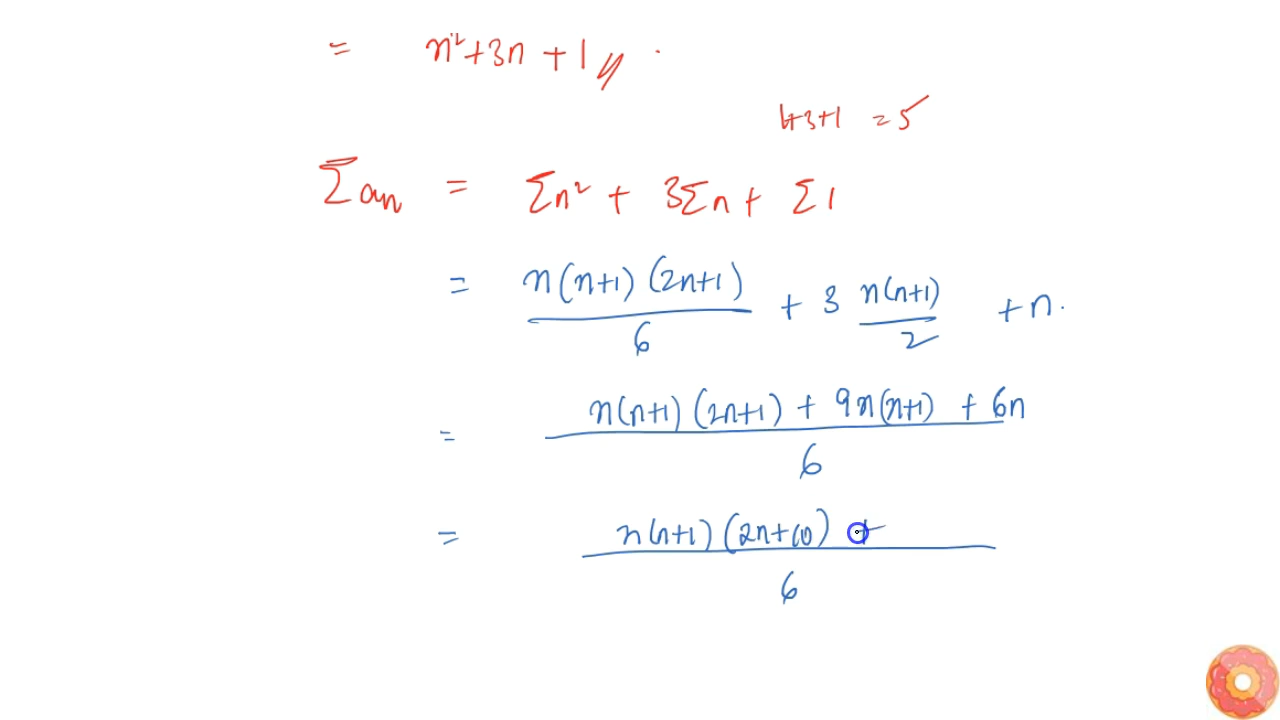 = n²+3n+1 .
1+3+1 = 5
Σan = Σn² + 3Σn + Σ1
= n(n+1)(2n+1)/6 + 3 n(n+1)/2 + n.
= n(n+1)(2n+1) + 9n(n+1) + 6n / 6
= n(n+1)(2n+10) + / 6